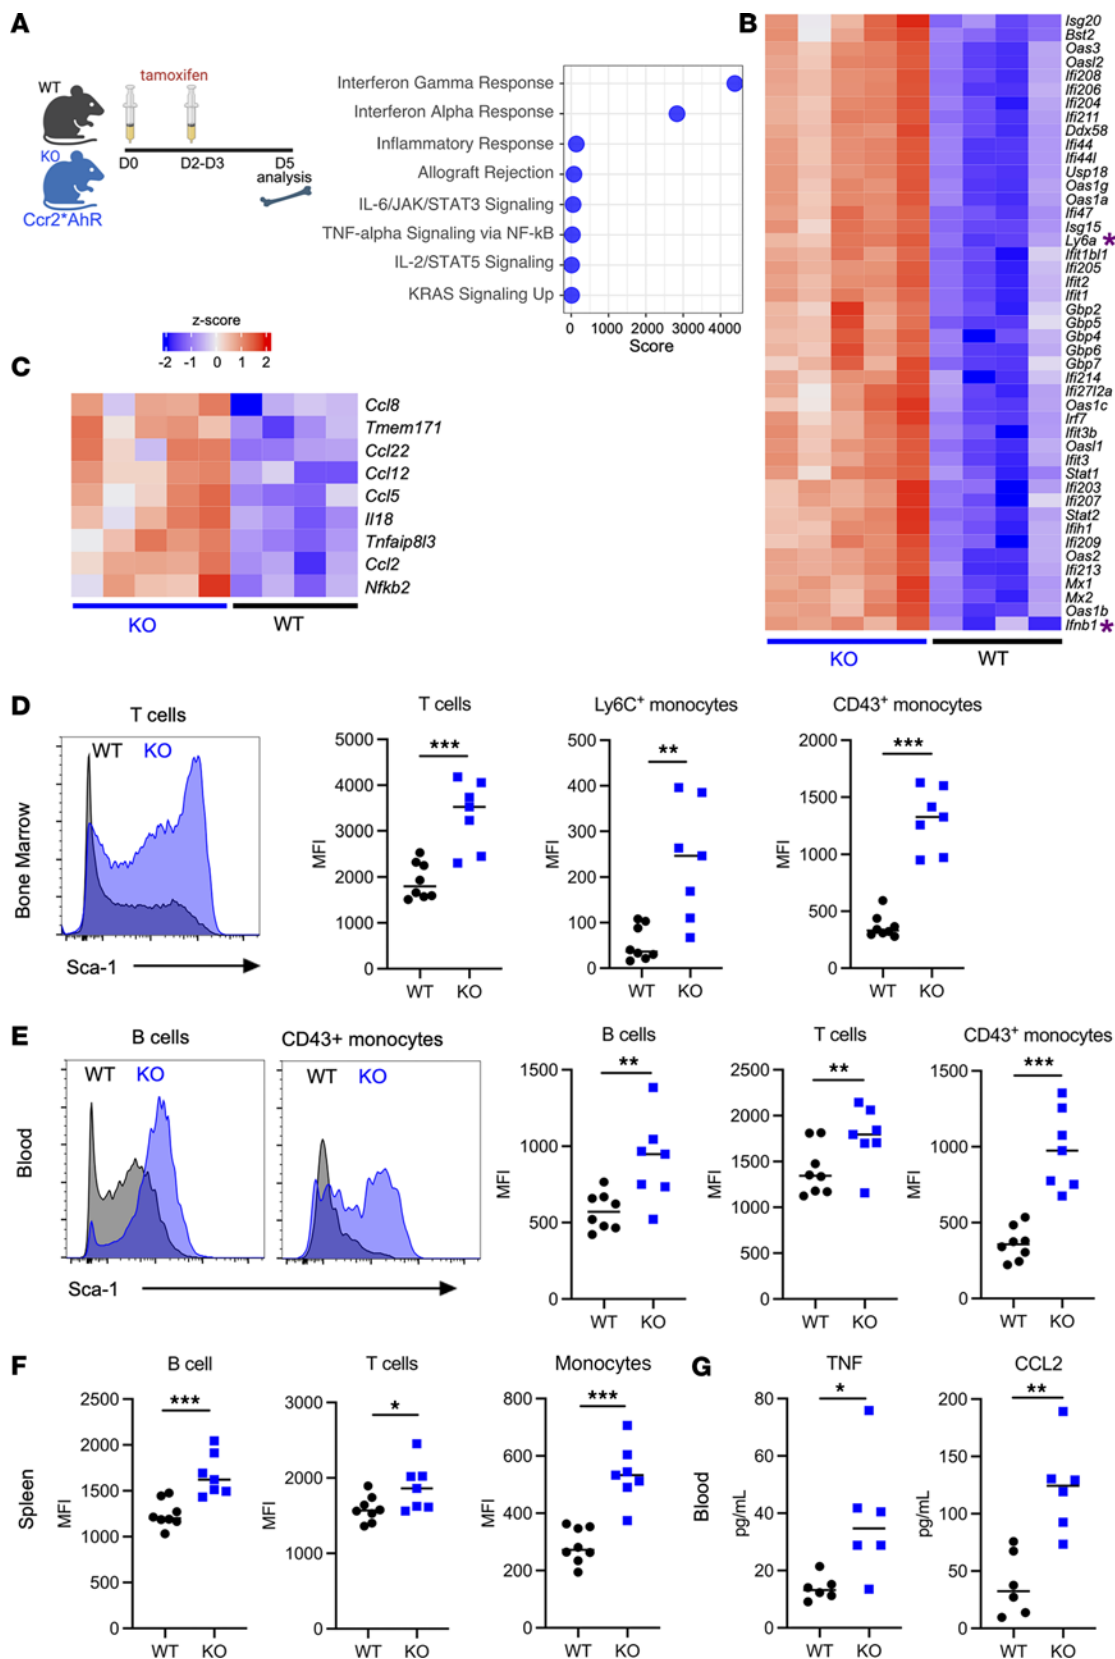 A
WT
KO
Ccr2*AhR
tamoxifen
D0
D2-D3
D5
analysis
Interferon Gamma Response
Interferon Alpha Response
Inflammatory Response
Allograft Rejection
IL-6/JAK/STAT3 Signaling
TNF-alpha Signaling via NF-kB
IL-2/STAT5 Signaling
KRAS Signaling Up
0 1000 2000 3000 4000
Score
B
Isg20
Bst2
Oas3
Oasl2
Ifi208
Ifi206
Ifi204
Ifi211
Ddx58
Ifi44
Ifi44l
Usp18
Oas1g
Oas1a
Ifi47
Isg15
Ly6a *
Ifit1bl1
Ifi205
Ifit2
Ifit1
Gbp2
Gbp5
Gbp4
Gbp6
Gbp7
Ifi214
Ifi27l2a
Oas1c
Irf7
Ifit3b
Oasl1
Ifit3
Stat1
Ifi203
Ifi207
Stat2
Ifih1
Ifi209
Oas2
Ifi213
Mx1
Mx2
Oas1b
Ifnb1 *
KO WT
z-score
-2 -1 0 1 2
C
Ccl8
Tmem171
Ccl22
Ccl12
Ccl5
Il18
Tnfaip8l3
Ccl2
Nfkb2
KO WT
D
Bone Marrow
T cells
WT KO
Sca-1
T cells
***
5000
4000
3000
2000
1000
0
MFI
WT KO
Ly6C+ monocytes
**
500
400
300
200
100
0
MFI
WT KO
CD43+ monocytes
***
2000
1500
1000
500
0
MFI
WT KO
E
Blood
B cells
WT KO
CD43+ monocytes
WT KO
Sca-1
B cells
**
1500
1000
500
0
MFI
WT KO
T cells
**
2500
2000
1500
1000
500
0
MFI
WT KO
CD43+ monocytes
***
1500
1000
500
0
MFI
WT KO
F
Spleen
B cell
***
2500
2000
1500
1000
500
0
MFI
WT KO
T cells
*
3000
2000
1000
0
MFI
WT KO
Monocytes
***
800
600
400
200
0
MFI
WT KO
G
Blood
TNF
*
80
60
40
20
0
pg/mL
WT KO
CCL2
**
200
150
100
50
0
pg/mL
WT KO